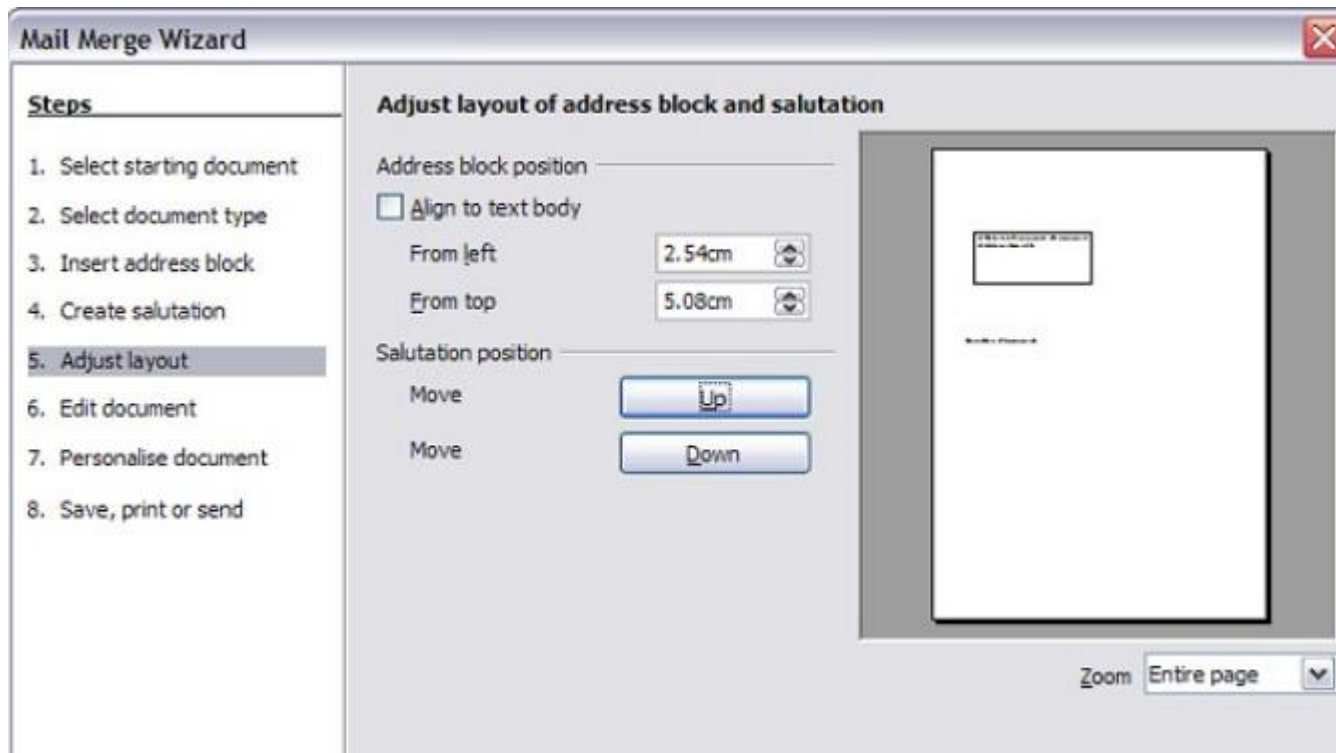 Mail Merge Wizard
Steps
1. Select starting document
2. Select document type
3. Insert address block
4. Create salutation
5. Adjust layout
6. Edit document
7. Personalise document
8. Save, print or send
Adjust layout of address block and salutation
Address block position
Align to text body
From left 2.54cm
From top 5.08cm
Salutation position
Move Up
Move Down
Zoom Entire page